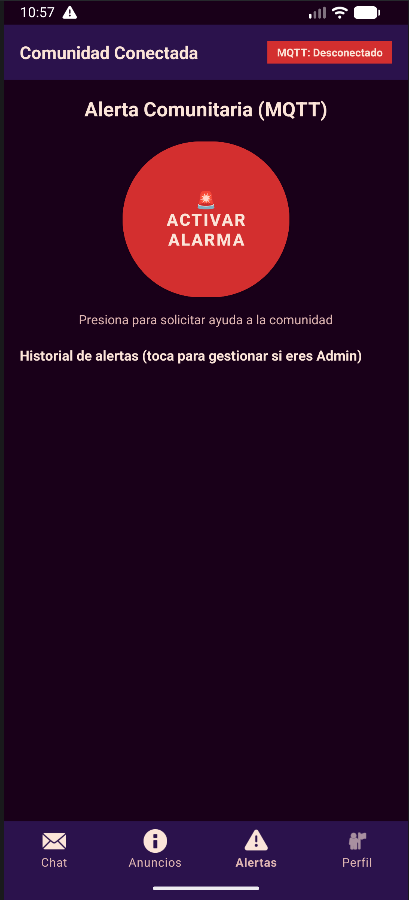 10:57
Comunidad Conectada
MQTT: Desconectado
Alerta Comunitaria (MQTT)
ACTIVAR
ALARMA
Presiona para solicitar ayuda a la comunidad
Historial de alertas (toca para gestionar si eres Admin)
Chat
Anuncios
Alertas
Perfil